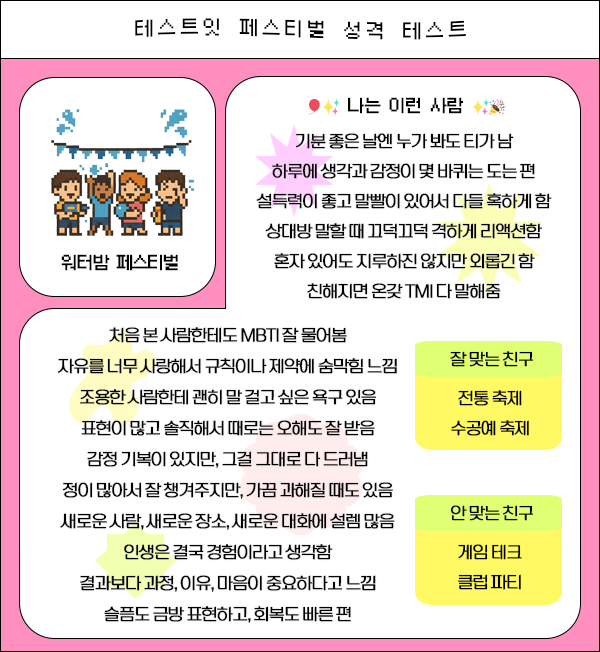 테스트잇 페스티벌 성격 테스트
워터밤 페스티벌
나는 이런 사람
기분 좋은 날엔 누가 봐도 티가 남
하루에 생각과 감정이 몇 바퀴는 도는 편
설득력이 좋고 말빨이 있어서 다들 혹하게 함
상대방 말할 때 끄덕끄덕 격하게 리액션함
혼자 있어도 지루하진 않지만 외롭긴 함
친해지면 온갖 TMI 다 말해줌
처음 본 사람한테도 MBTI 잘 물어봄
자유를 너무 사랑해서 규칙이나 제약에 숨막힘 느낌
조용한 사람한테 괜히 말 걸고 싶은 욕구 있음
표현이 많고 솔직해서 때로는 오해도 잘 받음
감정 기복이 있지만, 그걸 그대로 다 드러냄
정이 많아서 잘 챙겨주지만, 가끔 과해질 때도 있음
새로운 사람, 새로운 장소, 새로운 대화에 설렘 많음
인생은 결국 경험이라고 생각함
결과보다 과정, 이유, 마음이 중요하다고 느낌
슬픔도 금방 표현하고, 회복도 빠른 편
잘 맞는 친구
전통 축제
수공예 축제
안 맞는 친구
게임 테크
클럽 파티